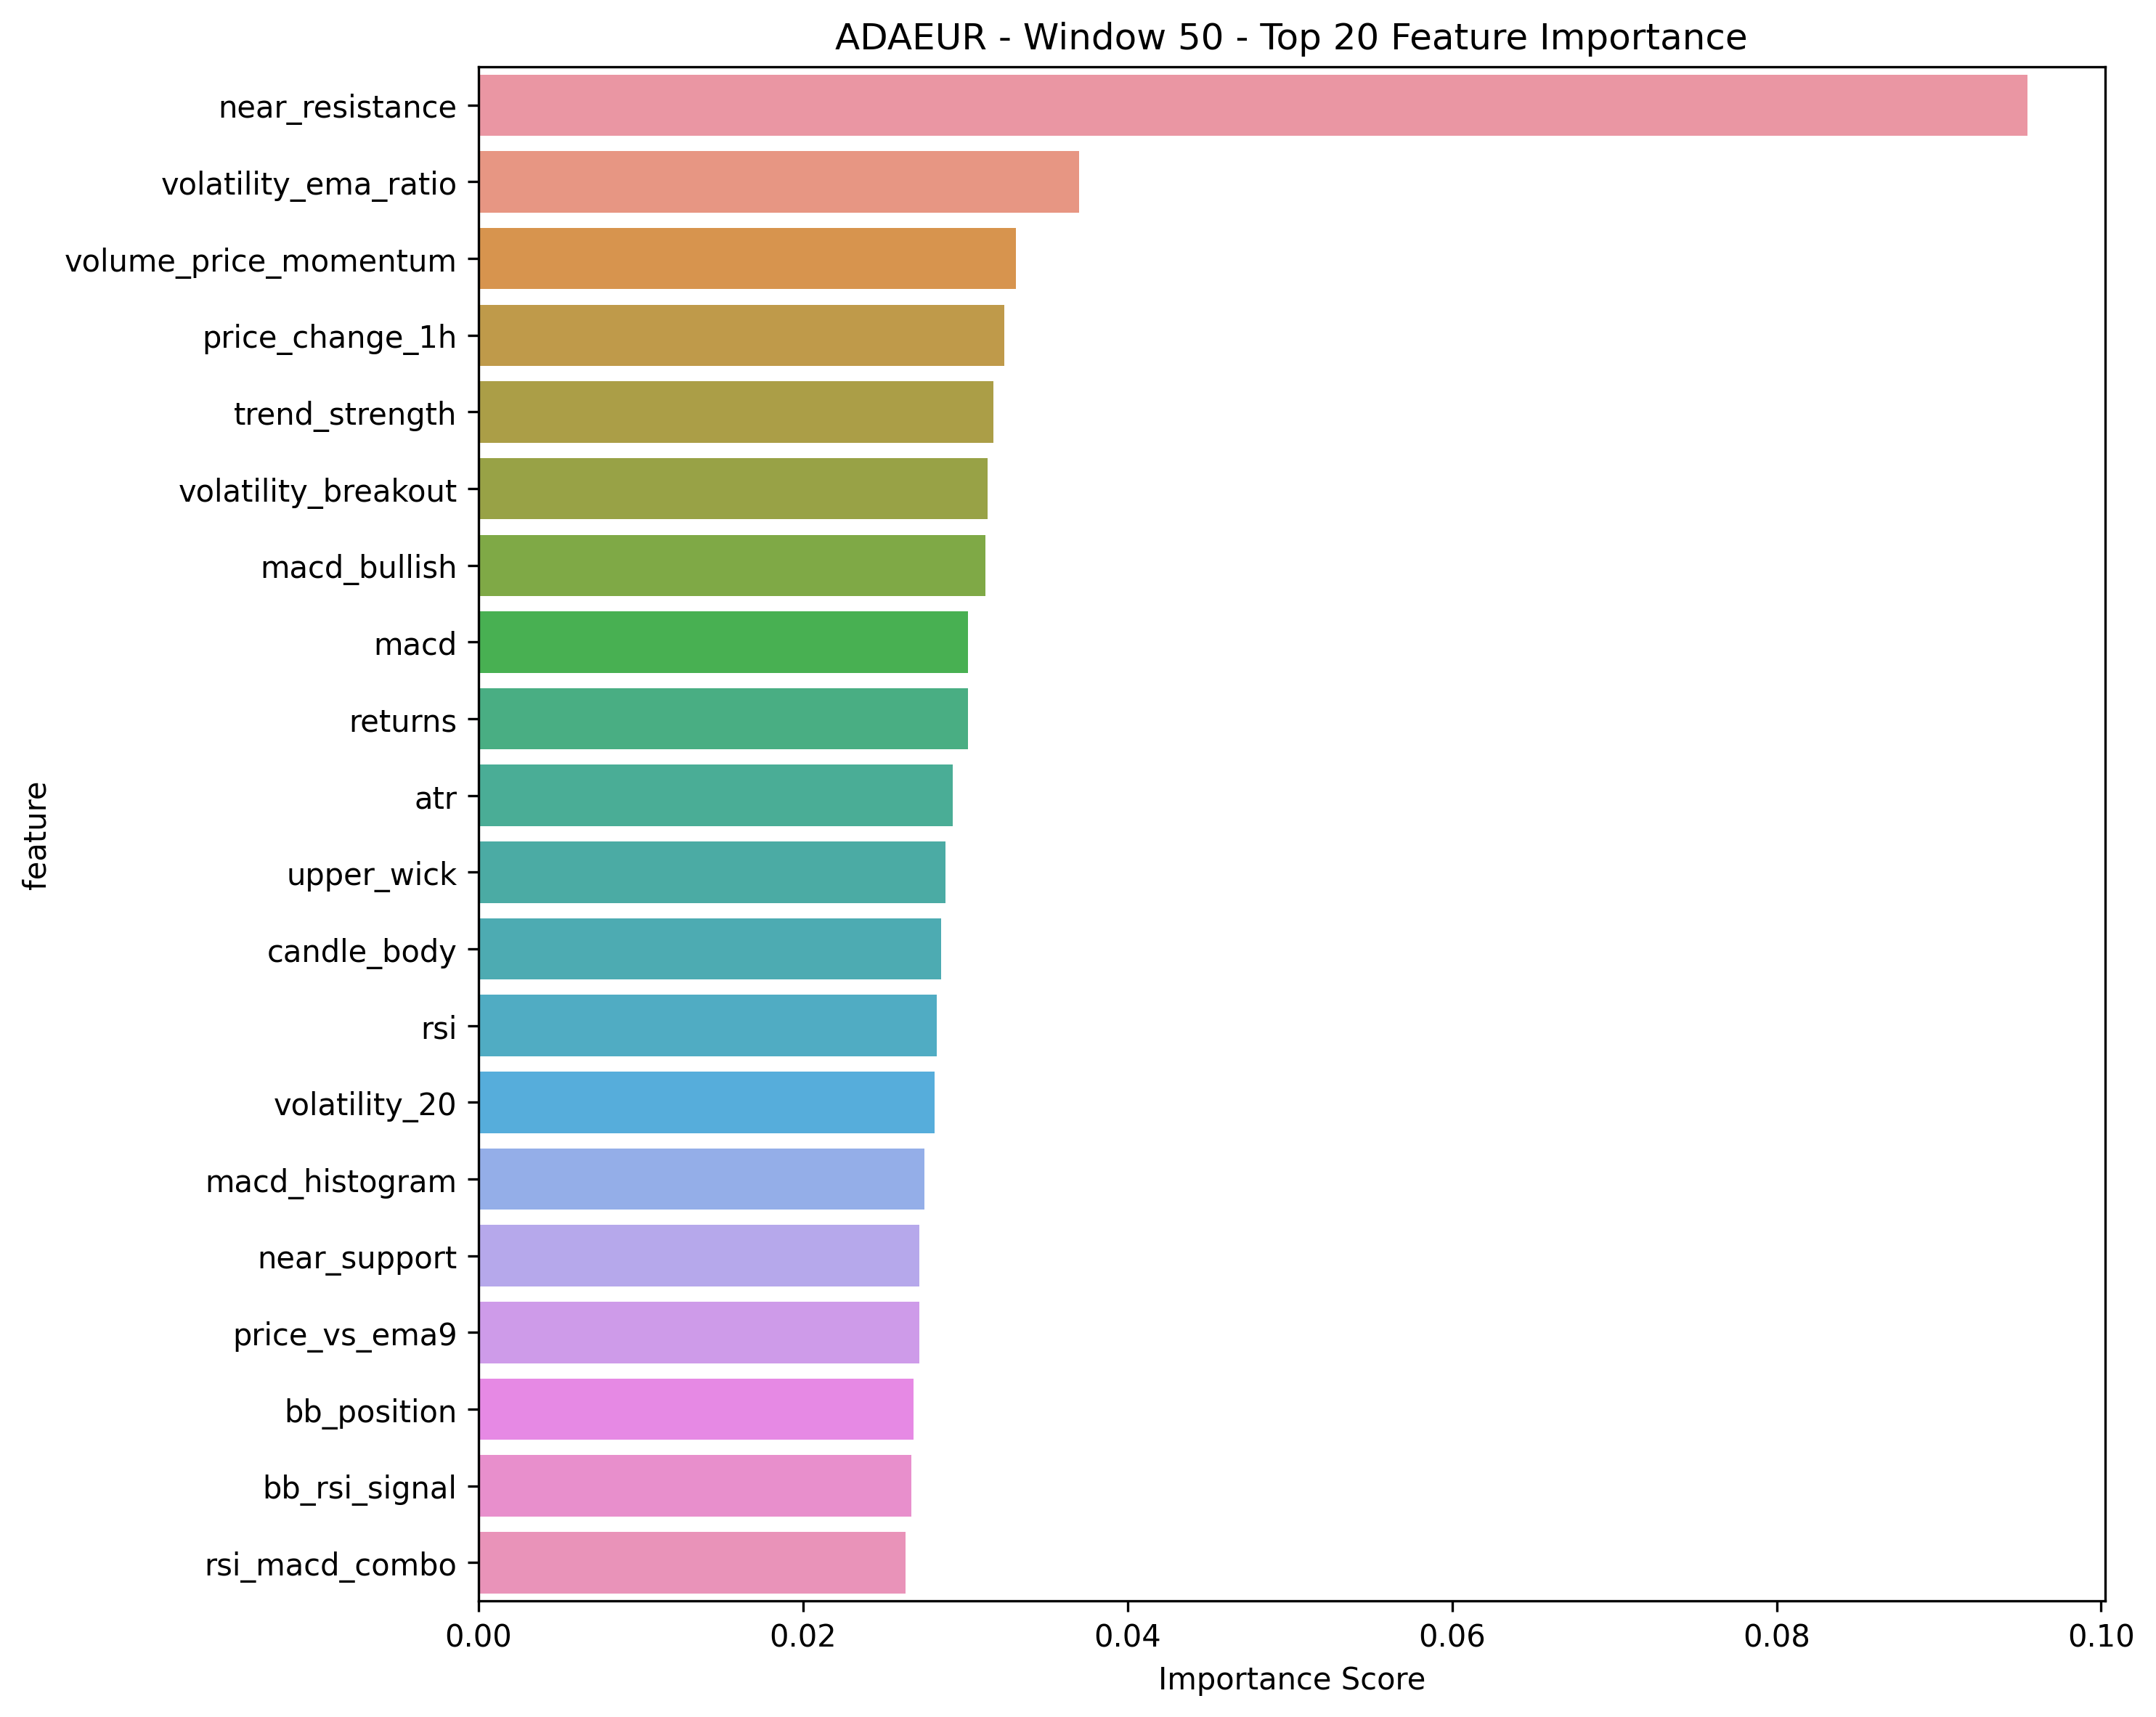 ADAEUR - Window 50 - Top 20 Feature Importance
near_resistance
volatility_ema_ratio
volume_price_momentum
price_change_1h
trend_strength
volatility_breakout
macd_bullish
macd
returns
atr
upper_wick
candle_body
rsi
volatility_20
macd_histogram
near_support
price_vs_ema9
bb_position
bb_rsi_signal
rsi_macd_combo
feature
0.00 0.02 0.04 0.06 0.08 0.10
Importance Score